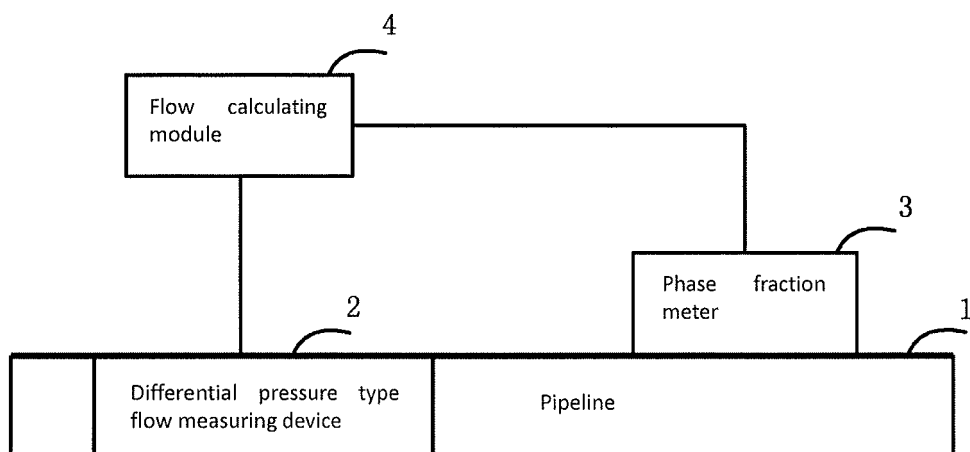 4
Flow calculating
module
3
Phase fraction
meter
2
1
Differential pressure type
flow measuring device
Pipeline